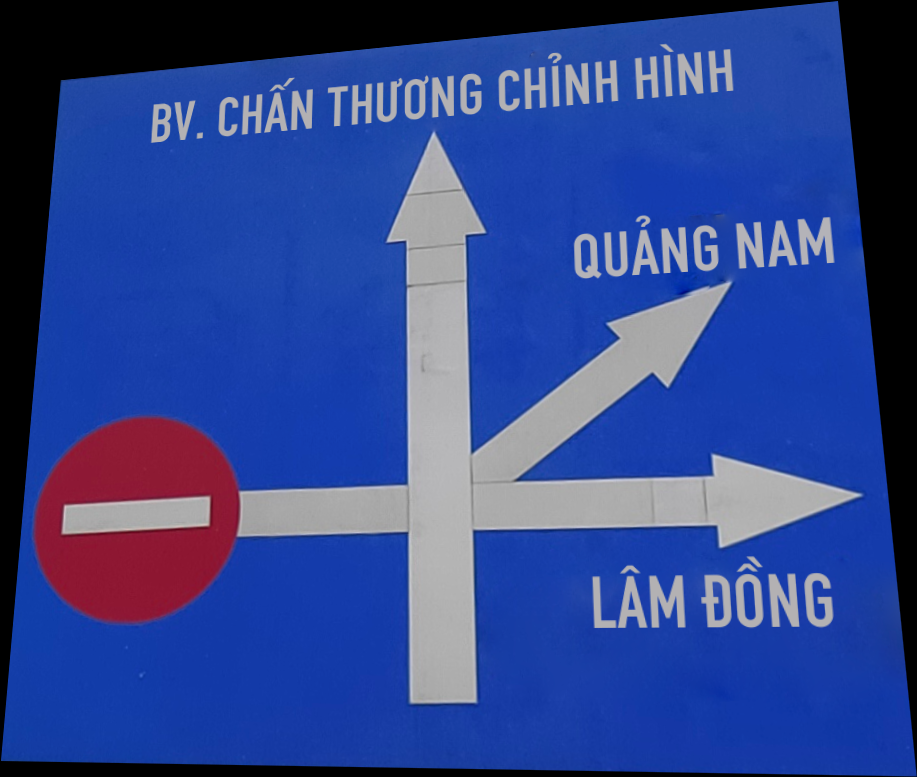 BV. CHẤN THƯƠNG CHỈNH HÌNH
QUẢNG NAM
LÂM ĐỒNG